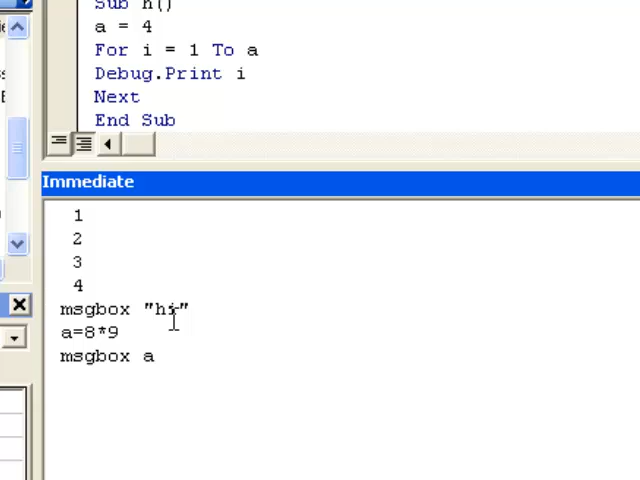 Sub h()
a = 4
For i = 1 To a
Debug.Print i
Next
End Sub
Immediate
1
2
3
4
msgbox "hi"
a=8*9
msgbox a